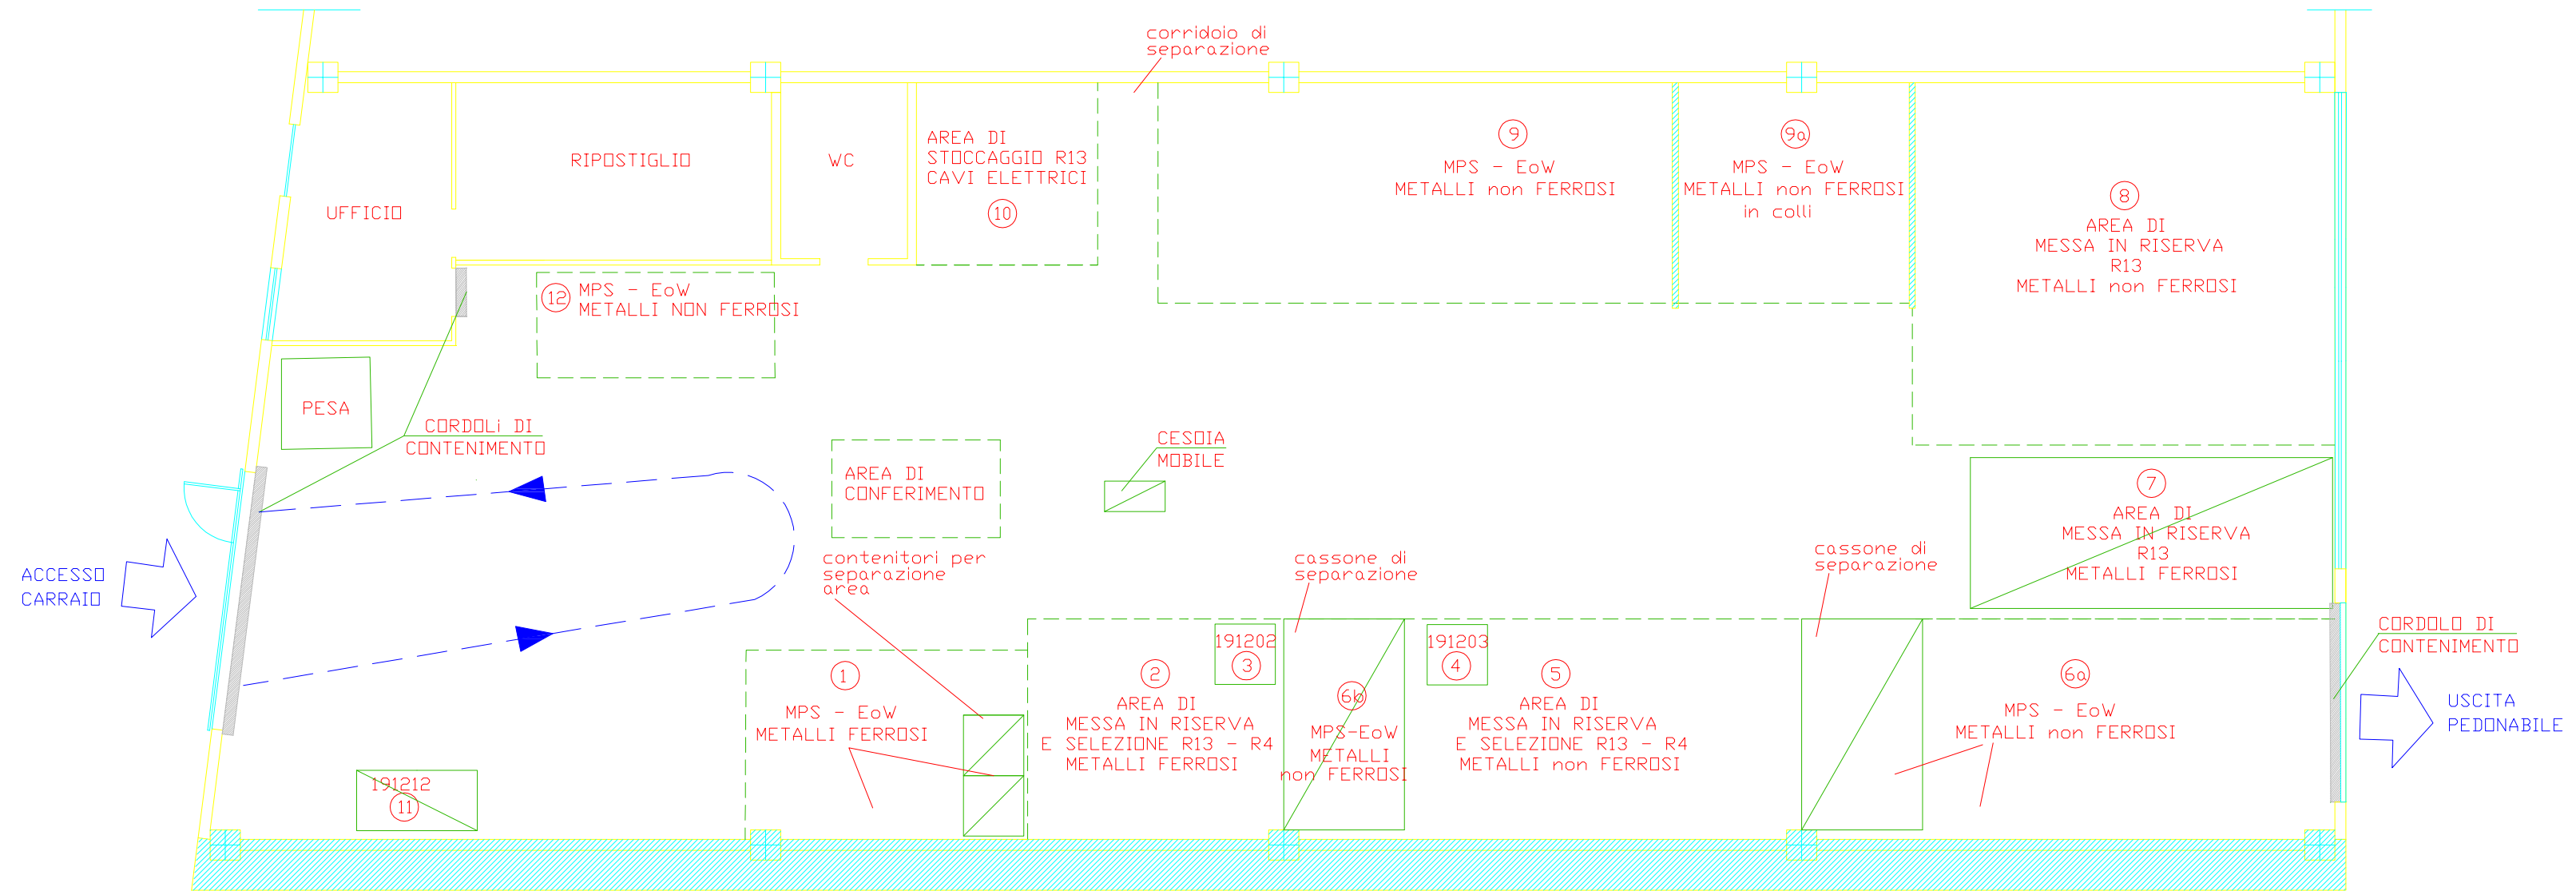 corridoio di
separazione
AREA DI
STOCCAGGIO R13
CAVI ELETTRICI
10
RIPOSTIGLIO
WC
UFFICIO
9
MPS - EoW
METALLI non FERROSI
9a
MPS - EoW
METALLI non FERROSI
in colli
8
AREA DI
MESSA IN RISERVA
R13
METALLI non FERROSI
12
MPS - EoW
METALLI NON FERROSI
PESA
CORDOLi DI
CONTENIMENTO
AREA DI
CONFERIMENTO
CESOIA
MOBILE
7
AREA DI
MESSA IN RISERVA
R13
METALLI FERROSI
ACCESSO
CARRAIO
contenitori per
separazione
area
cassone di
separazione
cassone di
separazione
CORDOLO DI
CONTENIMENTO
USCITA
PEDONABILE
1
MPS - EoW
METALLI FERROSI
2
AREA DI
MESSA IN RISERVA
E SELEZIONE R13 - R4
METALLI FERROSI
191202
3
6b
MPS-EoW
METALLI
non FERROSI
191203
4
5
AREA DI
MESSA IN RISERVA
E SELEZIONE R13 - R4
METALLI non FERROSI
6a
MPS - EoW
METALLI non FERROSI
191212
11